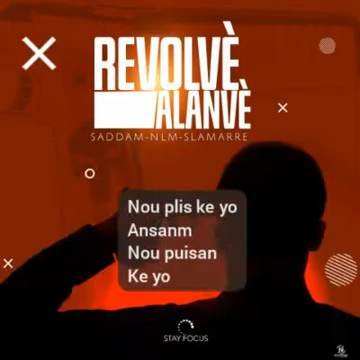 REVOLVÈ
ALANVÈ
SADDAM-NLM-SLAMARRE
Nou plis ke yo
Ansanm
Nou puisan
Ke yo
STAY FOCUS